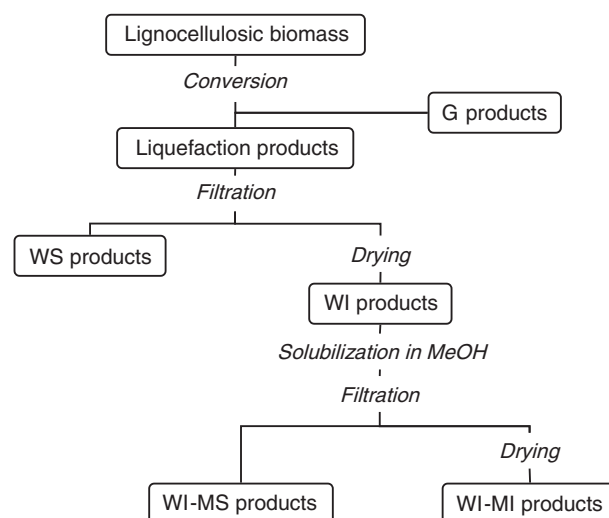 Lignocellulosic biomass
Conversion
G products
Liquefaction products
Filtration
WS products
Drying
WI products
Solubilization in MeOH
Filtration
Drying
WI-MS products
WI-MI products